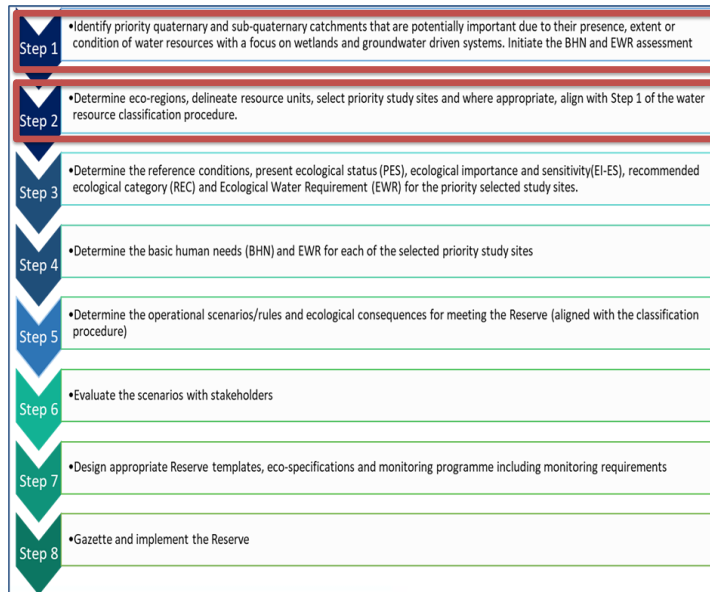 Step 1
•Identify priority quaternary and sub-quaternary catchments that are potentially important due to their presence, extent or
condition of water resources with a focus on wetlands and groundwater driven systems. Initiate the BHN and EWR assessment
Step 2
•Determine eco-regions, delineate resource units, select priority study sites and where appropriate, align with Step 1 of the water
resource classification procedure.
Step 3
•Determine the reference conditions, present ecological status (PES), ecological importance and sensitivity(EI-ES), recommended
ecological category (REC) and Ecological Water Requirement (EWR) for the priority selected study sites.
Step 4
•Determine the basic human needs (BHN) and EWR for each of the selected priority study sites
Step 5
•Determine the operational scenarios/rules and ecological consequences for meeting the Reserve (aligned with the classification
procedure)
Step 6
•Evaluate the scenarios with stakeholders
Step 7
•Design appropriate Reserve templates, eco-specifications and monitoring programme including monitoring requirements
Step 8
•Gazette and implement the Reserve